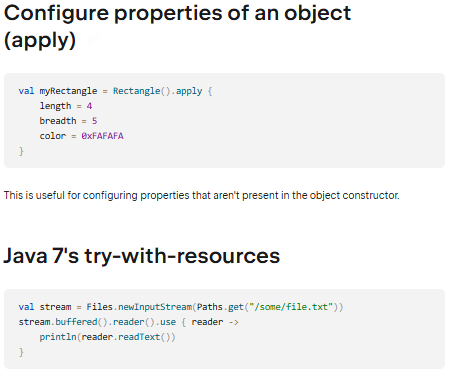 Configure properties of an object
(apply)
val myRectangle = Rectangle().apply {
    length = 4
    breadth = 5
    color = 0xFAFAFA
}
This is useful for configuring properties that aren't present in the object constructor.
Java 7's try-with-resources
val stream = Files.newInputStream(Paths.get("/some/file.txt"))
stream.buffered().reader().use { reader ->
    println(reader.readText())
}